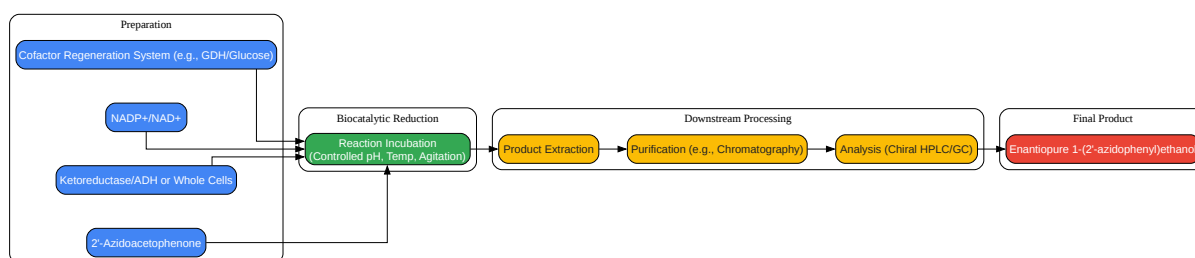 Preparation
Cofactor Regeneration System (e.g., GDH/Glucose)
NADP+/NAD+
Ketoreductase/ADH or Whole Cells
2'-Azidoacetophenone
Biocatalytic Reduction
Reaction Incubation
(Controlled pH, Temp, Agitation)
Downstream Processing
Product Extraction
Purification (e.g., Chromatography)
Analysis (Chiral HPLC/GC)
Final Product
Enantiopure 1-(2'-azidophenyl)ethanol